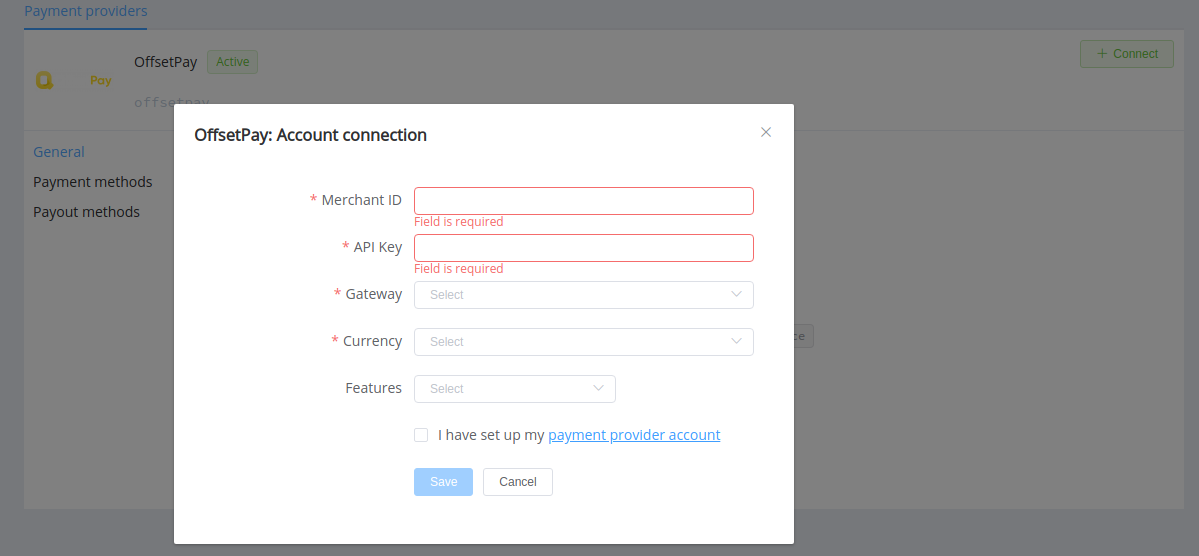 Payment providers
OffsetPay Active
+ Connect
Pay
offsetpay
OffsetPay: Account connection
General
Payment methods
Payout methods
* Merchant ID
Field is required
* API Key
Field is required
* Gateway Select
* Currency Select
Features Select
I have set up my payment provider account
Save Cancel